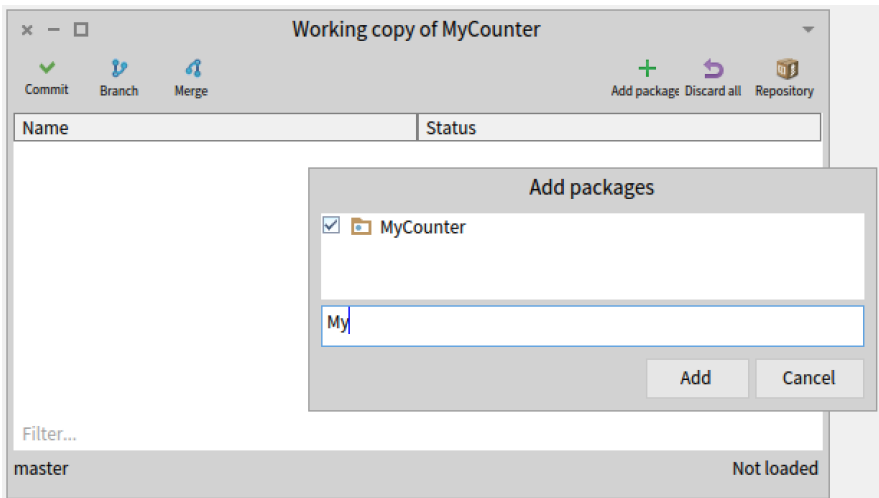 Working copy of MyCounter
Commit Branch Merge Add package Discard all Repository
Name Status
Add packages
MyCounter
My
Add Cancel
Filter...
master Not loaded